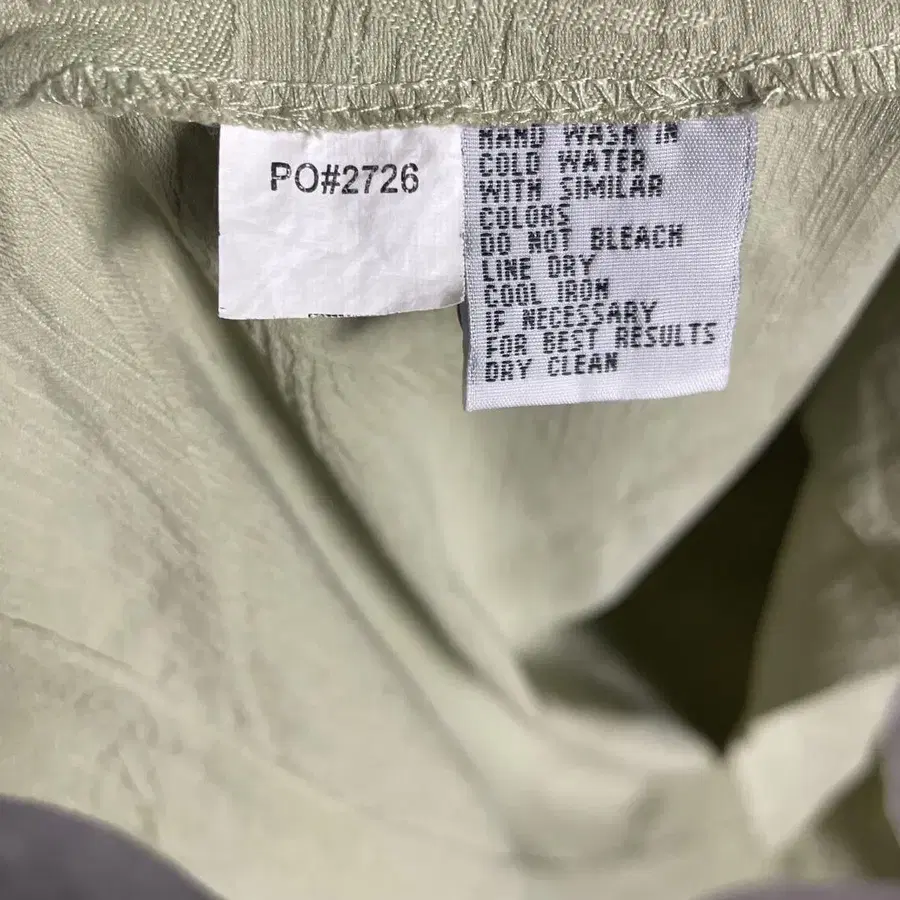 PO#2726
HAND WASH IN
COLD WATER
WITH SIMILAR
COLORS
DO NOT BLEACH
LINE DRY
COOL IRON
IF NECESSARY
FOR BEST RESULTS
DRY CLEAN